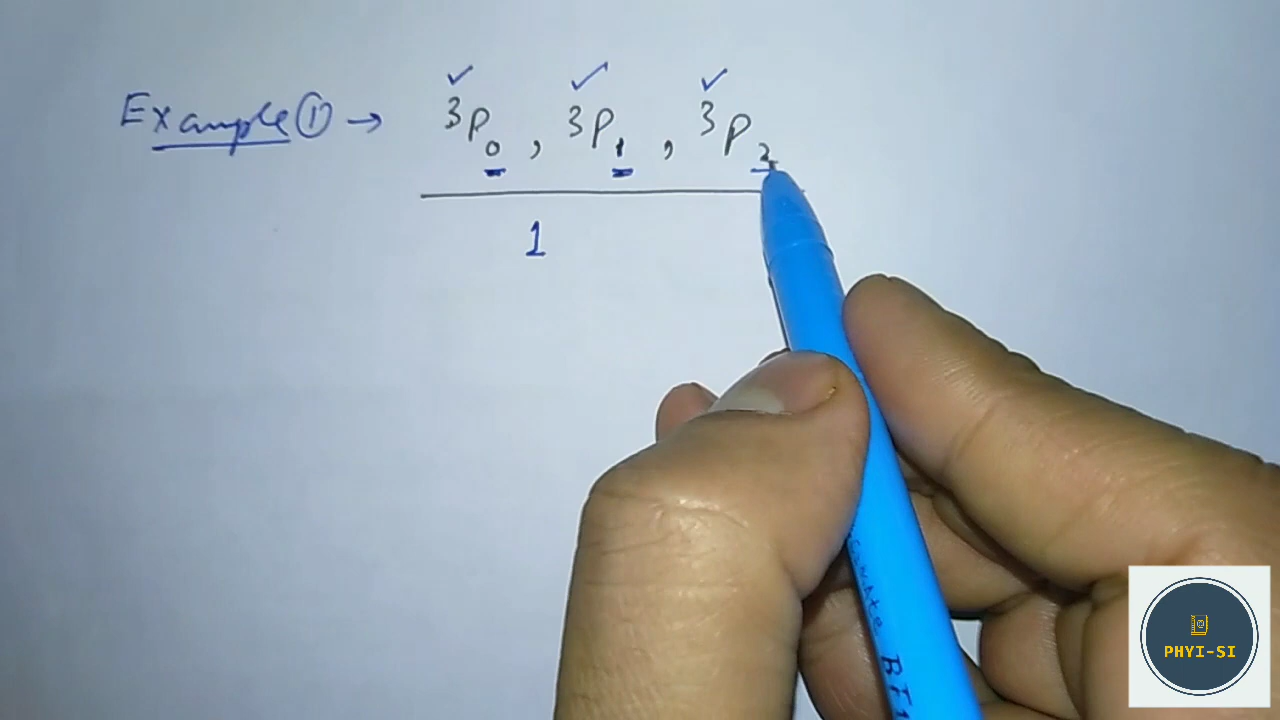 Example ① → ³P₀ , ³P₁ , ³P₂
1
PHYI-SI